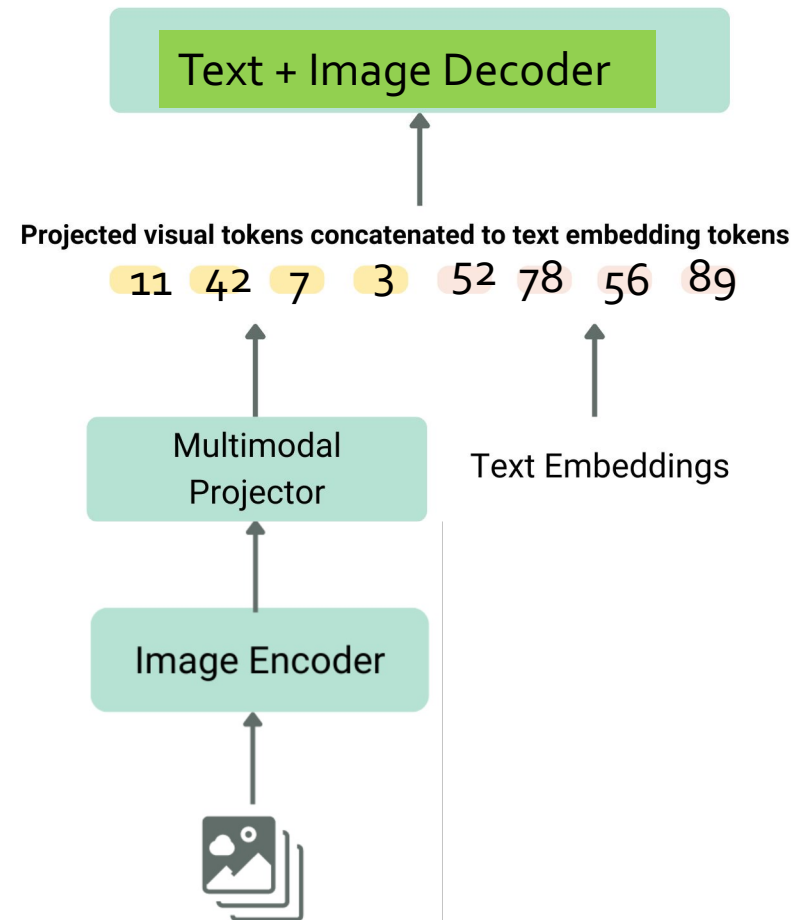 Text + Image Decoder
Projected visual tokens concatenated to text embedding tokens
11 42 7 3 52 78 56 89
Multimodal
Projector
Text Embeddings
Image Encoder